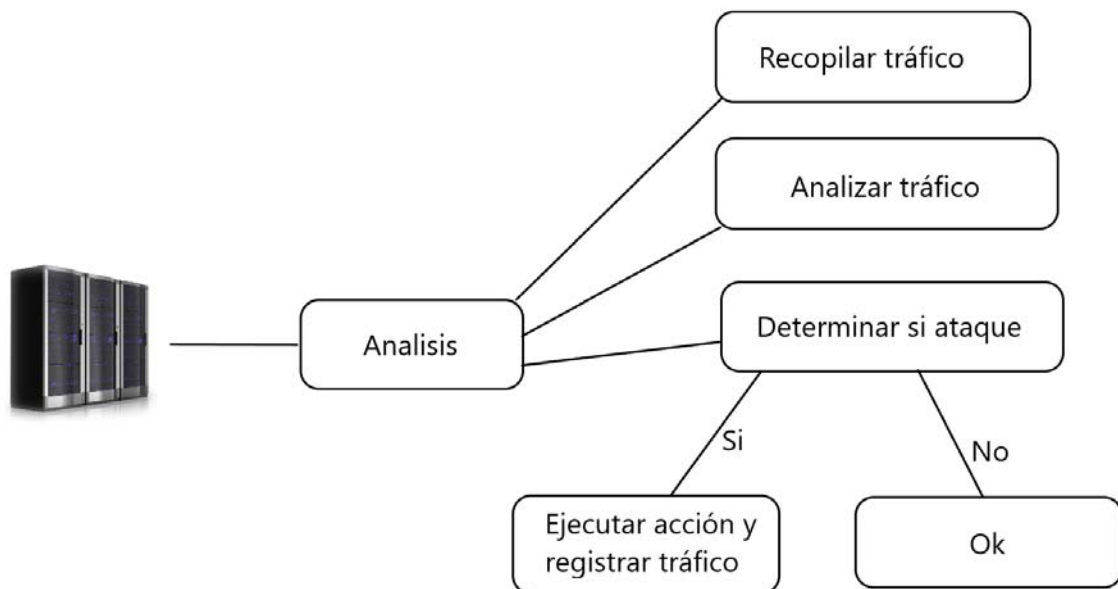 Recopilar tráfico
Analizar tráfico
Analisis
Determinar si ataque
Si
No
Ejecutar acción y
registrar tráfico
Ok